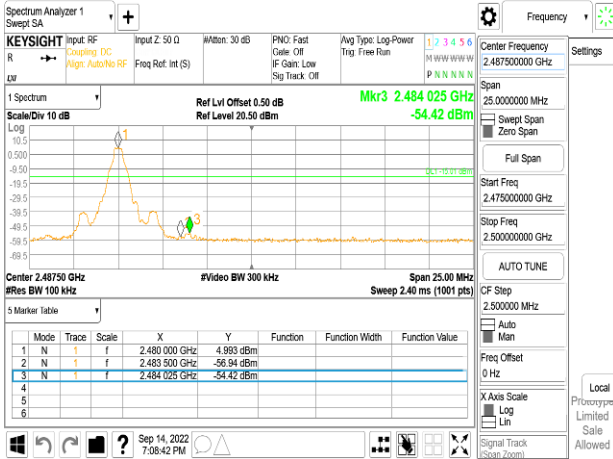 Spectrum Analyzer 1
Swept SA
+
Frequency
KEYSIGHT
R
Input: RF
Coupling: DC
Align: Auto/No RF
Input Z: 50 Ω
Freq Ref: Int (S)
#Atten: 30 dB
PNO: Fast
Gate: Off
IF Gain: Low
Sig Track: Off
Avg Type: Log-Power
Trig: Free Run
1 2 3 4 5 6
M W W W W W
P N N N N N
1 Spectrum
Scale/Div 10 dB
Log
Ref Lvl Offset 0.50 dB
Ref Level 20.50 dBm
Mkr3 2.484 025 GHz
-54.42 dBm
10.5
0.500
-9.50
-19.5
-29.5
-39.5
-49.5
-59.5
-69.5
1
3
Center 2.48750 GHz
#Res BW 100 kHz
#Video BW 300 kHz
Span 25.00 MHz
Sweep 2.40 ms (1001 pts)
5 Marker Table
Mode Trace Scale X Y Function Function Width Function Value
1 N 1 f 2.480 000 GHz 4.993 dBm
2 N 1 f 2.483 500 GHz -56.94 dBm
3 N 1 f 2.484 025 GHz -54.42 dBm
4
5
6
Sep 14, 2022
7:08:42 PM
?
Center Frequency
2.487500000 GHz
Settings
Span
25.0000000 MHz
Swept Span
Zero Span
Full Span
Start Freq
2.475000000 GHz
Stop Freq
2.500000000 GHz
AUTO TUNE
CF Step
2.500000 MHz
Auto
Man
Freq Offset
0 Hz
X Axis Scale
Log
Lin
Signal Track
(Span Zoom)
Local
Prototype
Limited
Sale
Allowed